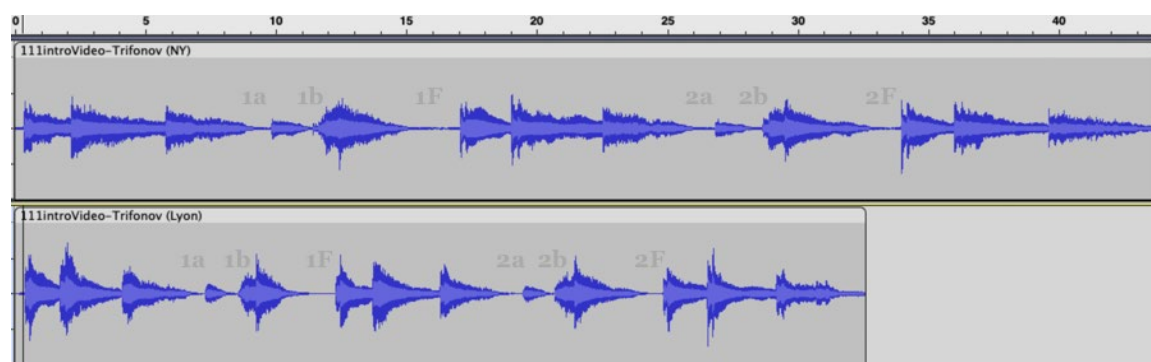 0 5 10 15 20 25 30 35 40
111introVideo-Trifonov (NY)
1a 1b 1F 2a 2b 2F
111introVideo-Trifonov (Lyon)
1a 1b 1F 2a 2b 2F